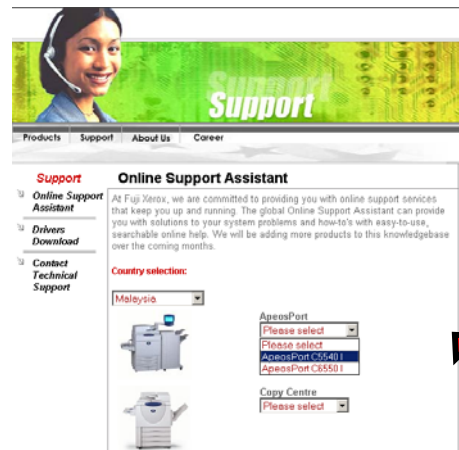 Support
Products Support About Us Career
Support
Online Support Assistant
Drivers Download
Contact Technical Support
Online Support Assistant
At Fuji Xerox, we are committed to providing you with online support services
that keep you up and running. The global Online Support Assistant can provide
you with solutions to your system problems and how-to's with easy-to-use,
searchable online help. We will be adding more products to this knowledgebase
over the coming months.
Country selection:
Malaysia
ApeosPort
Please select
Please select
ApeosPort C5540 I
ApeosPort C6550 I
Copy Centre
Please select